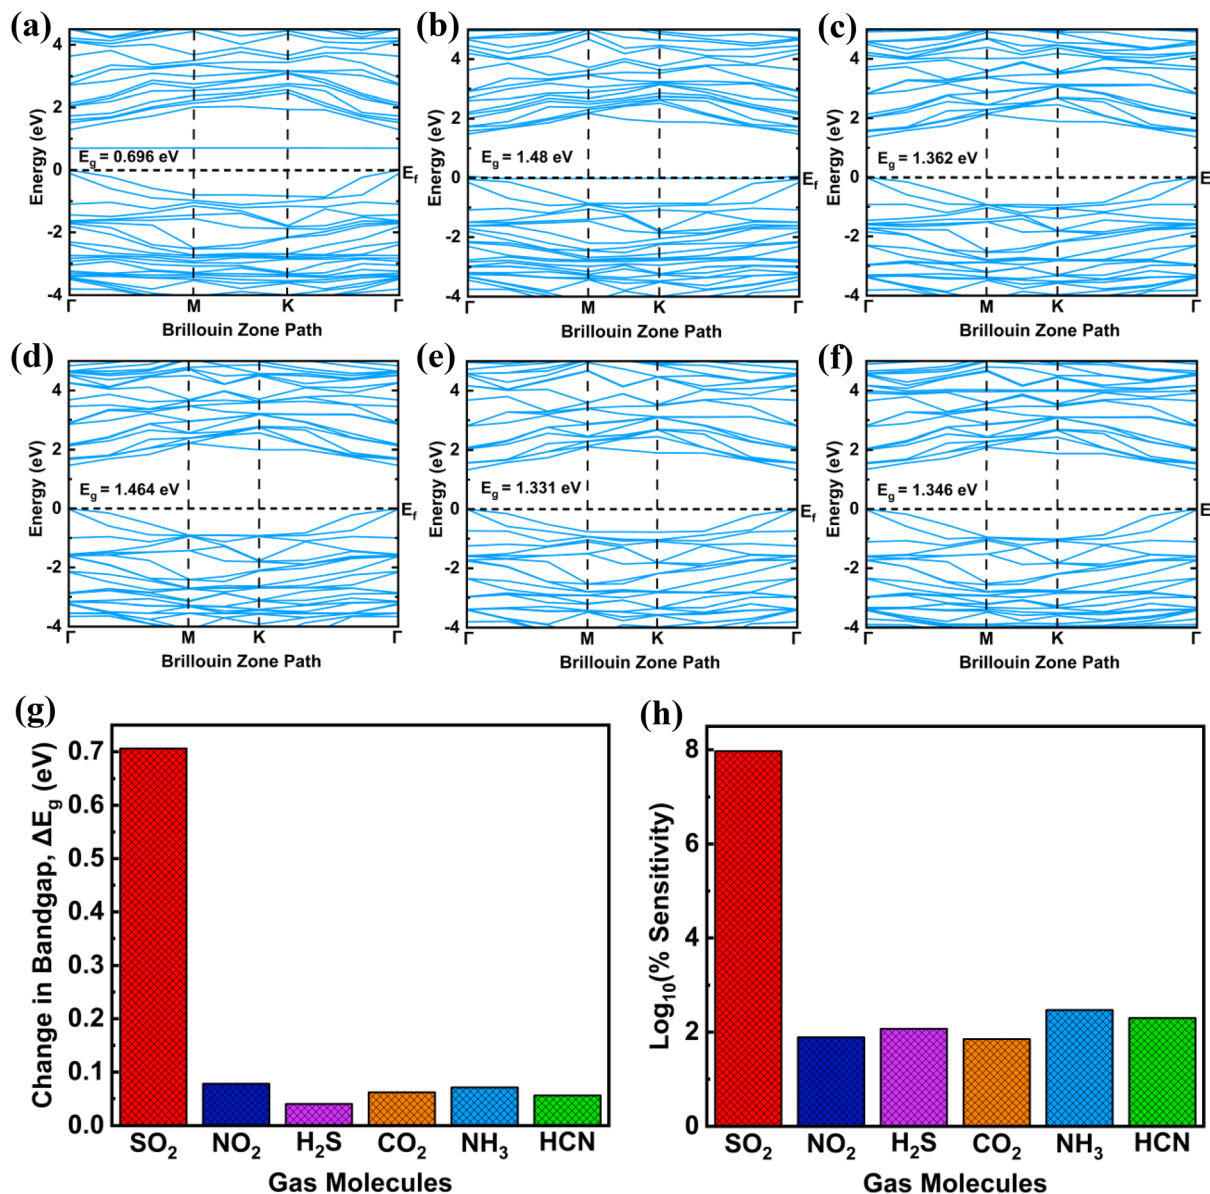 (a)
4
2
0
-2
-4
Energy (eV)
E_g = 0.696 eV
E_f
Γ M K Γ
Brillouin Zone Path
(b)
4
2
0
-2
-4
Energy (eV)
E_g = 1.48 eV
E_f
Γ M K Γ
Brillouin Zone Path
(c)
4
2
0
-2
-4
Energy (eV)
E_g = 1.362 eV
E
Γ M K Γ
Brillouin Zone Path
(d)
4
2
0
-2
-4
Energy (eV)
E_g = 1.464 eV
E_f
Γ M K Γ
Brillouin Zone Path
(e)
4
2
0
-2
-4
Energy (eV)
E_g = 1.331 eV
E_f
Γ M K Γ
Brillouin Zone Path
(f)
4
2
0
-2
-4
Energy (eV)
E_g = 1.346 eV
E
Γ M K Γ
Brillouin Zone Path
(g)
0.7
0.6
0.5
0.4
0.3
0.2
0.1
0.0
Change in Bandgap, ΔE_g (eV)
SO₂ NO₂ H₂S CO₂ NH₃ HCN
Gas Molecules
(h)
8
6
4
2
0
Log₁₀(% Sensitivity)
SO₂ NO₂ H₂S CO₂ NH₃ HCN
Gas Molecules